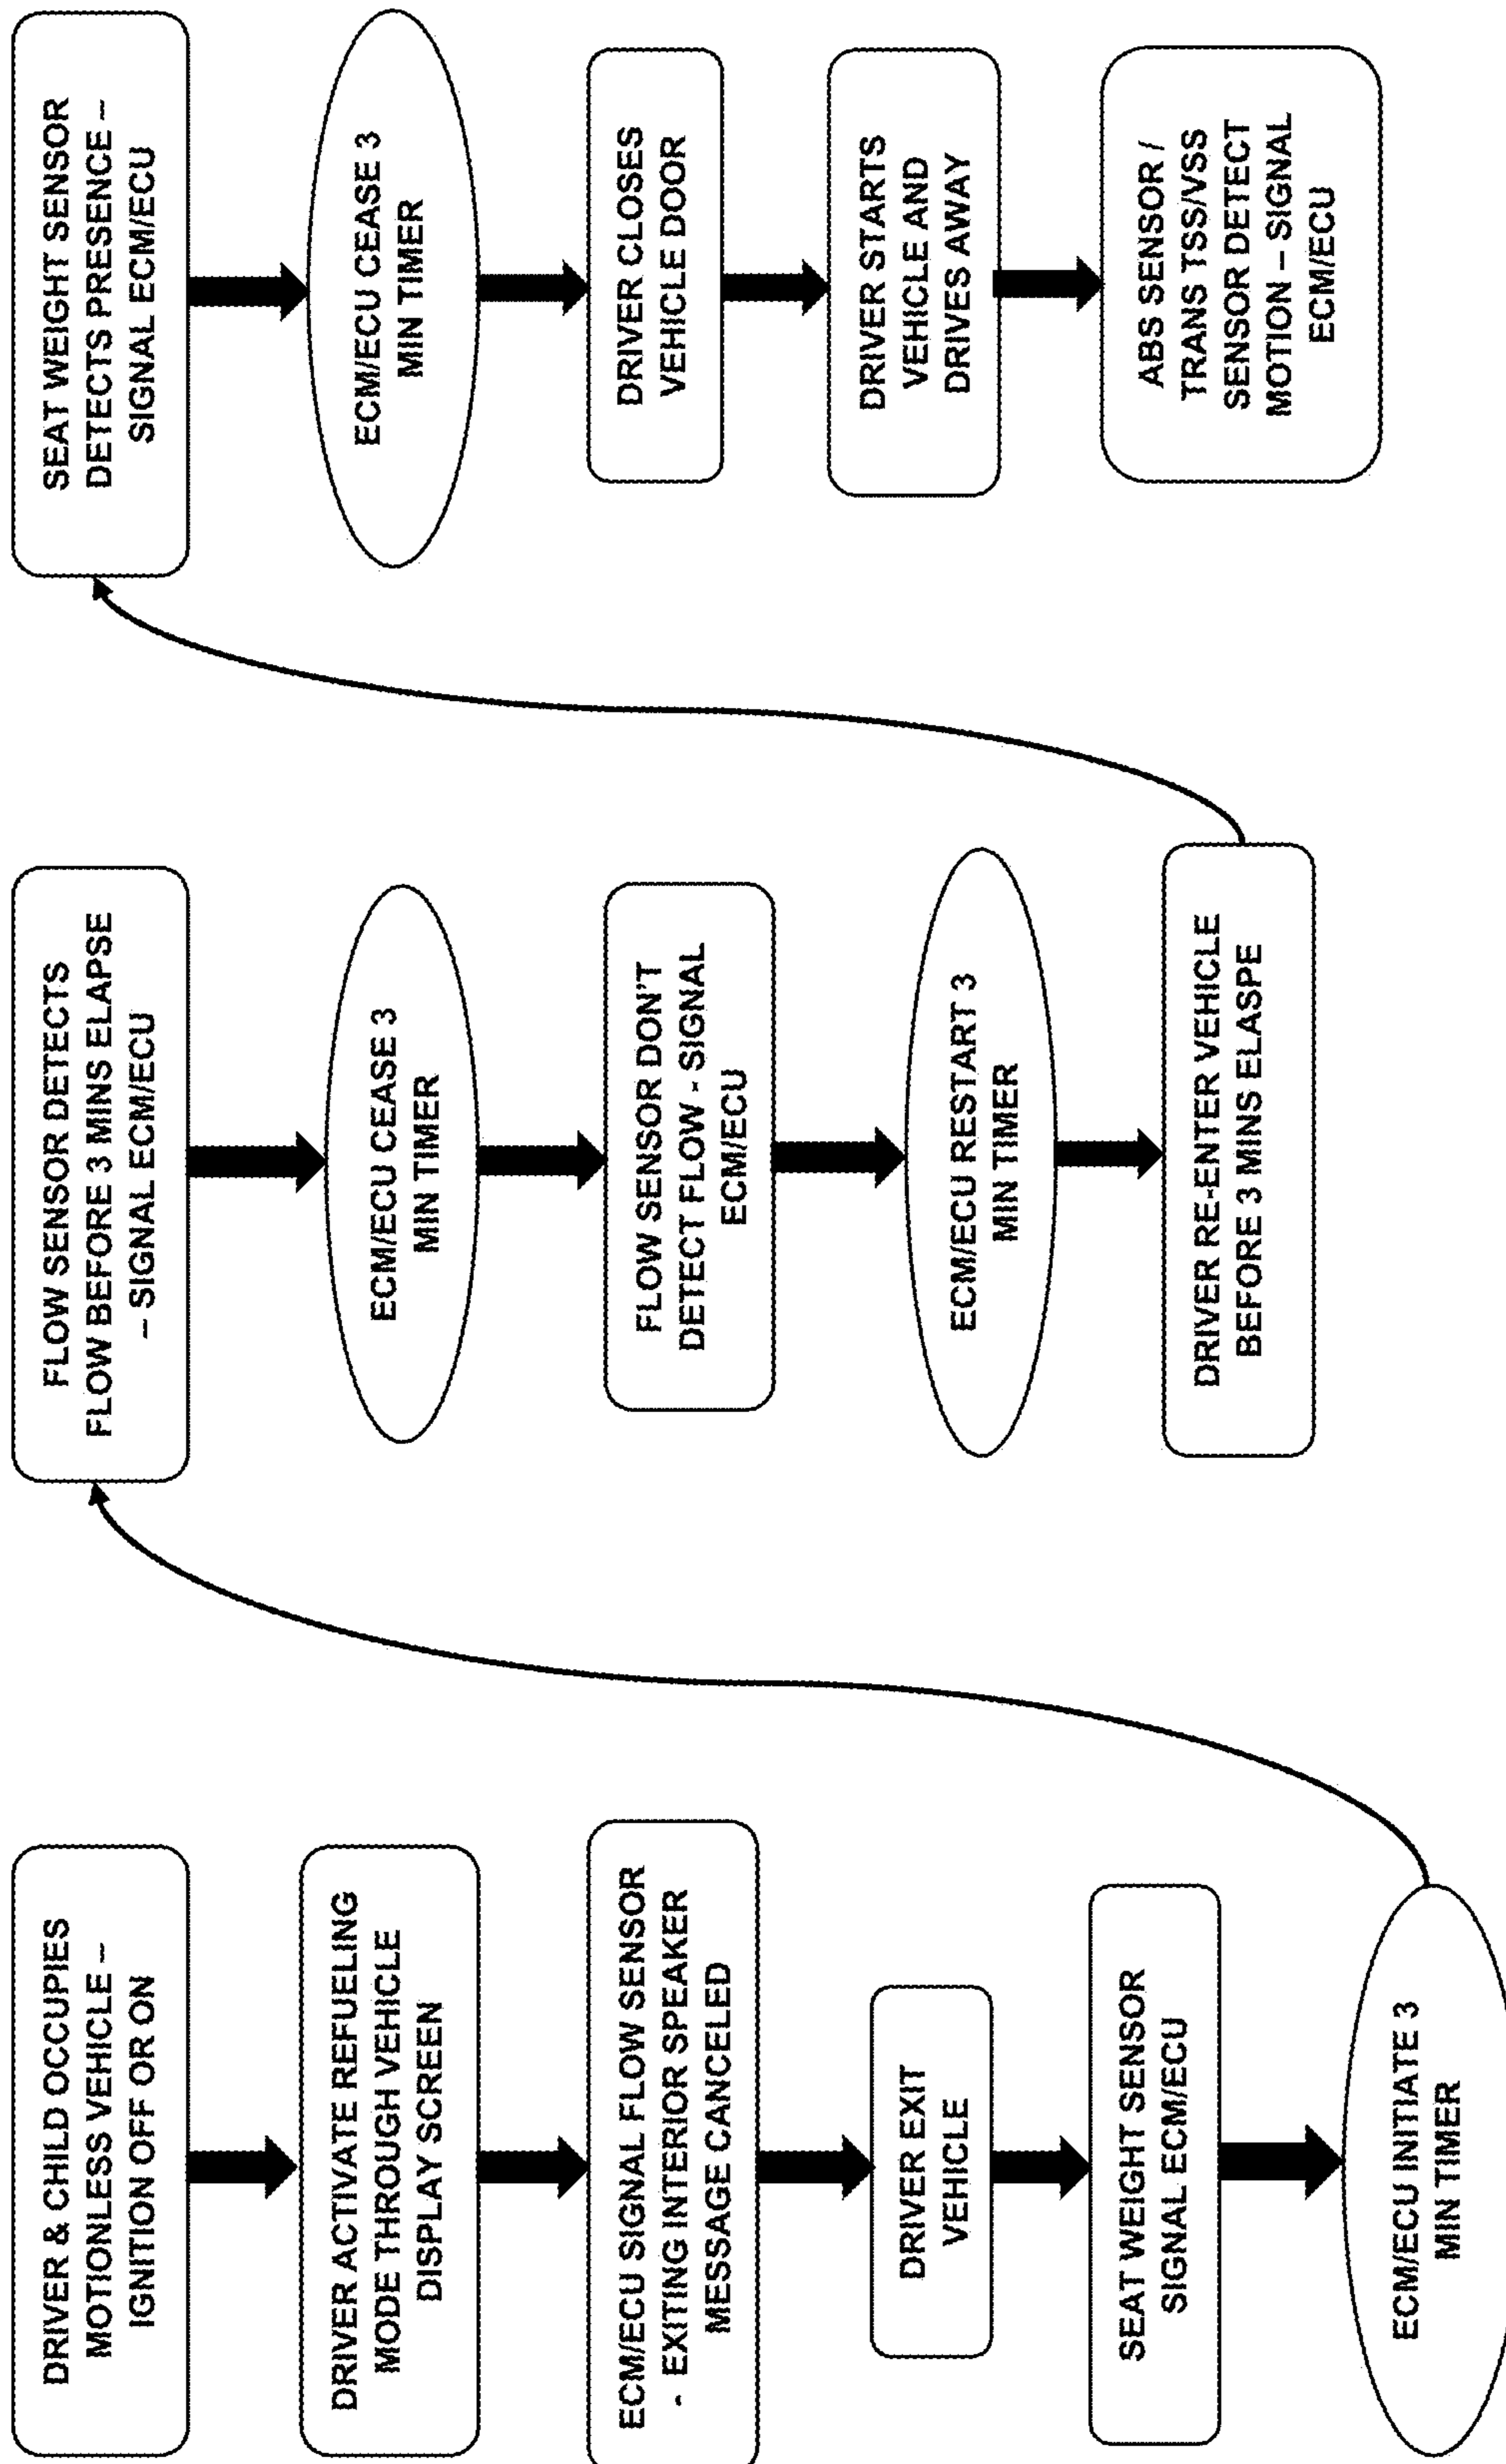 DRIVER & CHILD OCCUPIES
MOTIONLESS VEHICLE –
IGNITION OFF OR ON
DRIVER ACTIVATE REFUELING
MODE THROUGH VEHICLE
DISPLAY SCREEN
ECM/ECU SIGNAL FLOW SENSOR
- EXITING INTERIOR SPEAKER
MESSAGE CANCELED
DRIVER EXIT
VEHICLE
SEAT WEIGHT SENSOR
SIGNAL ECM/ECU
ECM/ECU INITIATE 3
MIN TIMER
FLOW SENSOR DETECTS
FLOW BEFORE 3 MINS ELAPSE
– SIGNAL ECM/ECU
ECM/ECU CEASE 3
MIN TIMER
FLOW SENSOR DON'T
DETECT FLOW - SIGNAL
ECM/ECU
ECM/ECU RESTART 3
MIN TIMER
DRIVER RE-ENTER VEHICLE
BEFORE 3 MINS ELASPE
SEAT WEIGHT SENSOR
DETECTS PRESENCE –
SIGNAL ECM/ECU
ECM/ECU CEASE 3
MIN TIMER
DRIVER CLOSES
VEHICLE DOOR
DRIVER STARTS
VEHICLE AND
DRIVES AWAY
ABS SENSOR /
TRANS TSS/VSS
SENSOR DETECT
MOTION – SIGNAL
ECM/ECU